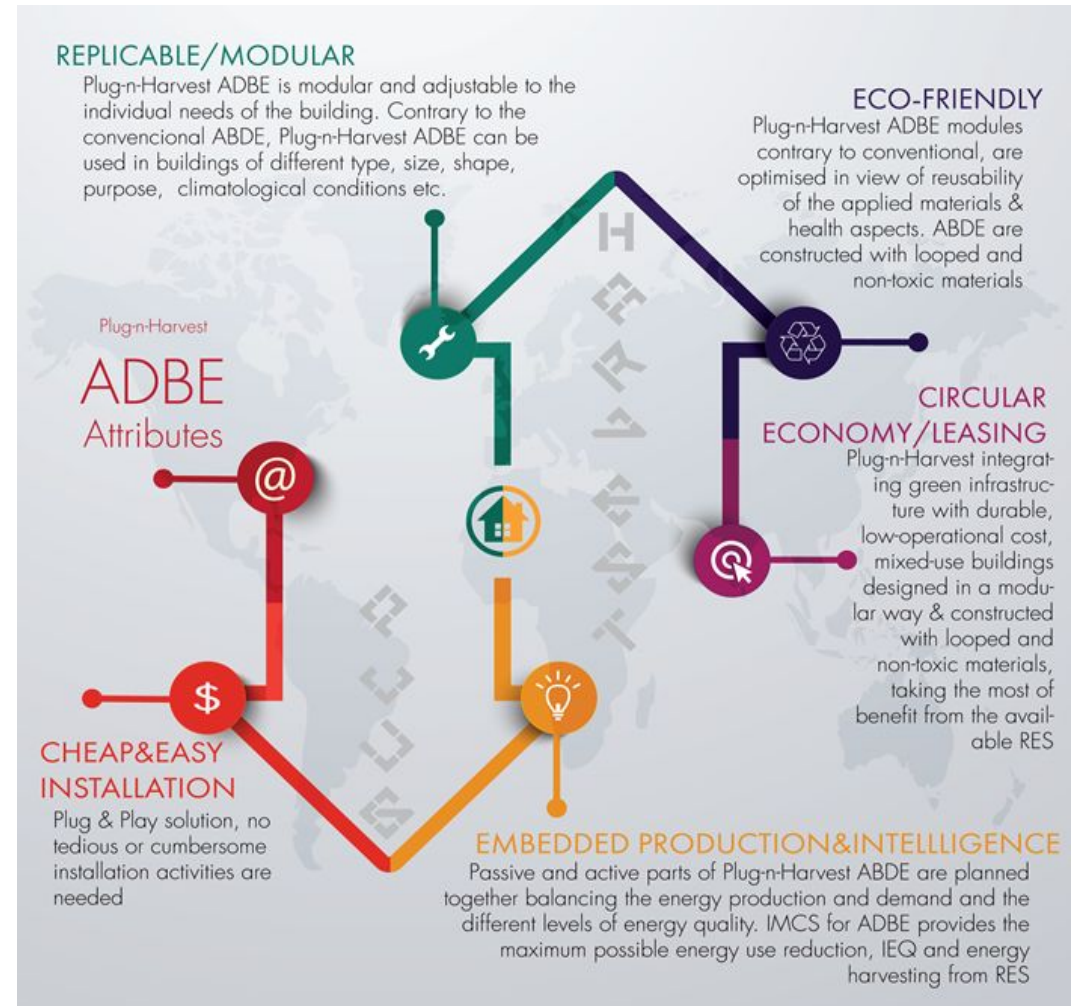 REPLICABLE/MODULAR
Plug-n-Harvest ADBE is modular and adjustable to the
individual needs of the building. Contrary to the
convencional ABDE, Plug-n-Harvest ADBE can be
used in buildings of different type, size, shape,
purpose, climatological conditions etc.
ECO-FRIENDLY
Plug-n-Harvest ADBE modules
contrary to conventional, are
optimised in view of reusability
of the applied materials &
health aspects. ABDE are
constructed with looped and
non-toxic materials
Plug-n-Harvest
ADBE
Attributes
@
CIRCULAR
ECONOMY/LEASING
Plug-n-Harvest integrat-
ing green infrastruc-
ture with durable,
low-operational cost,
mixed-use buildings
designed in a modu-
lar way & constructed
with looped and
non-toxic materials,
taking the most of
benefit from the avail-
able RES
$
CHEAP&EASY
INSTALLATION
Plug & Play solution, no
tedious or cumbersome
installation activities are
needed
EMBEDDED PRODUCTION&INTELLLIGENCE
Passive and active parts of Plug-n-Harvest ABDE are planned
together balancing the energy production and demand and the
different levels of energy quality. IMCS for ADBE provides the
maximum possible energy use reduction, IEQ and energy
harvesting from RES